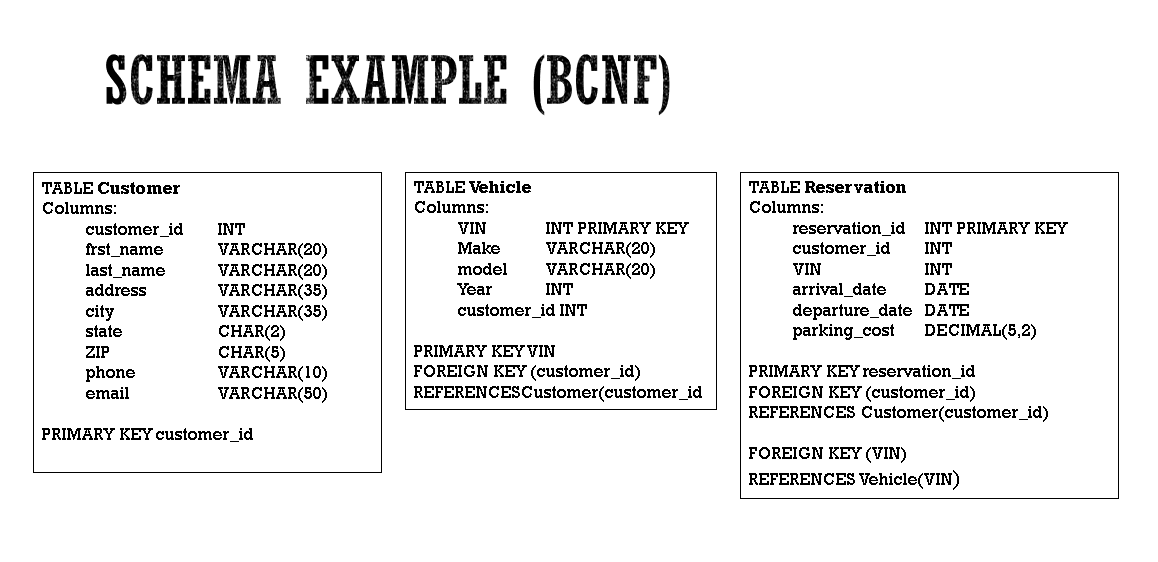 SCHEMA EXAMPLE (BCNF)
TABLE Customer
Columns:
customer_id INT
frst_name VARCHAR(20)
last_name VARCHAR(20)
address VARCHAR(35)
city VARCHAR(35)
state CHAR(2)
ZIP CHAR(5)
phone VARCHAR(10)
email VARCHAR(50)
PRIMARY KEY customer_id
TABLE Vehicle
Columns:
VIN INT PRIMARY KEY
Make VARCHAR(20)
model VARCHAR(20)
Year INT
customer_id INT
PRIMARY KEY VIN
FOREIGN KEY (customer_id)
REFERENCES Customer(customer_id
TABLE Reservation
Columns:
reservation_id INT PRIMARY KEY
customer_id INT
VIN INT
arrival_date DATE
departure_date DATE
parking_cost DECIMAL(5,2)
PRIMARY KEY reservation_id
FOREIGN KEY (customer_id)
REFERENCES Customer(customer_id)
FOREIGN KEY (VIN)
REFERENCES Vehicle(VIN)